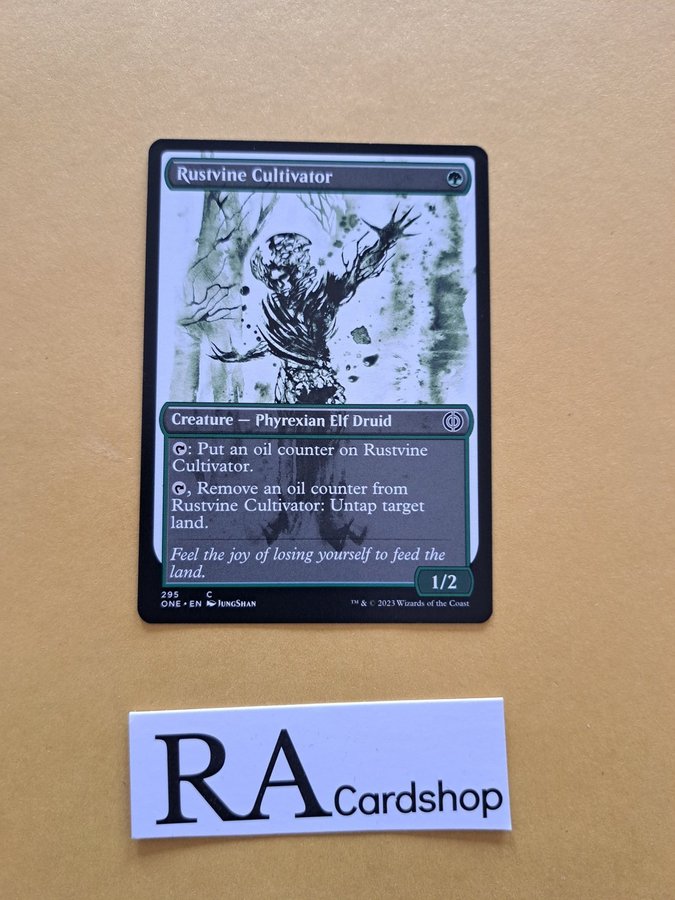 Rustvine Cultivator
Creature — Phyrexian Elf Druid
: Put an oil counter on Rustvine
Cultivator.
, Remove an oil counter from
Rustvine Cultivator: Untap target
land.
Feel the joy of losing yourself to feed the
land.
1/2
295 C
ONE • EN JungShan
™ & © 2023 Wizards of the Coast
RA Cardshop